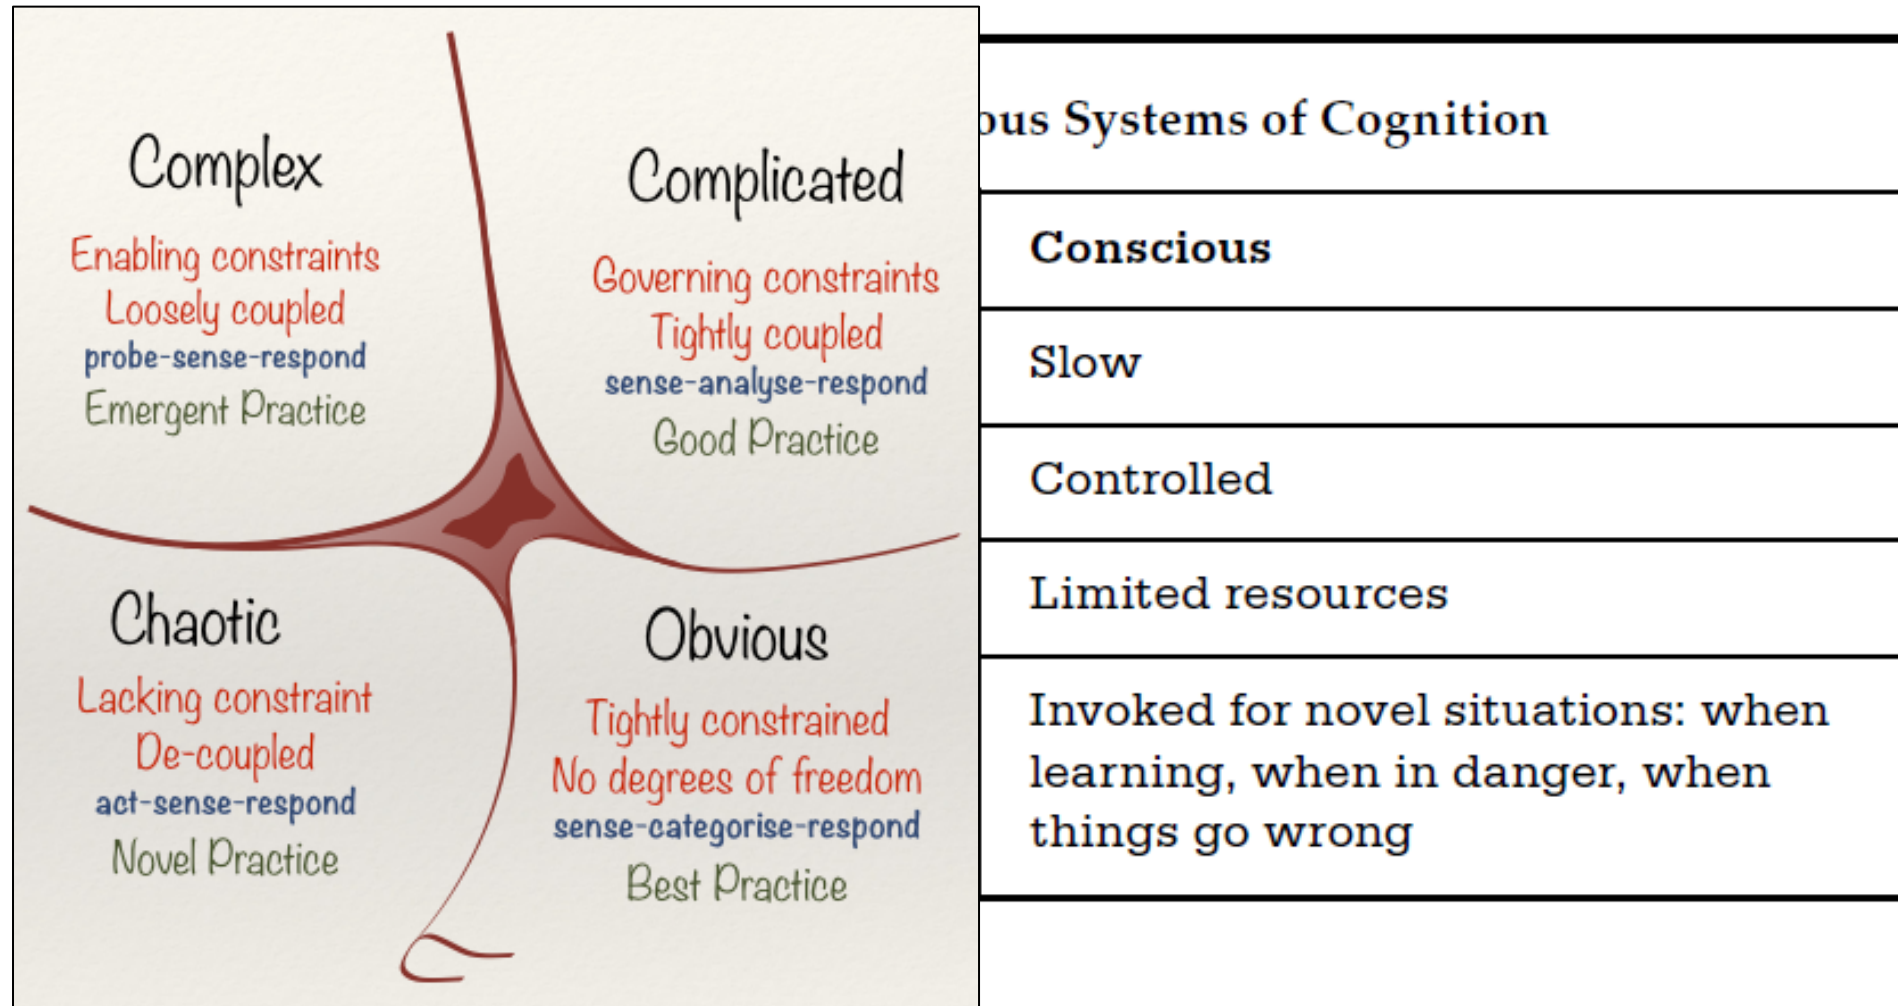 Complex
Enabling constraints
Loosely coupled
probe-sense-respond
Emergent Practice
Complicated
Governing constraints
Tightly coupled
sense-analyse-respond
Good Practice
Chaotic
Lacking constraint
De-coupled
act-sense-respond
Novel Practice
Obvious
Tightly constrained
No degrees of freedom
sense-categorise-respond
Best Practice
Systems of Cognition
Conscious
Slow
Controlled
Limited resources
Invoked for novel situations: when
learning, when in danger, when
things go wrong